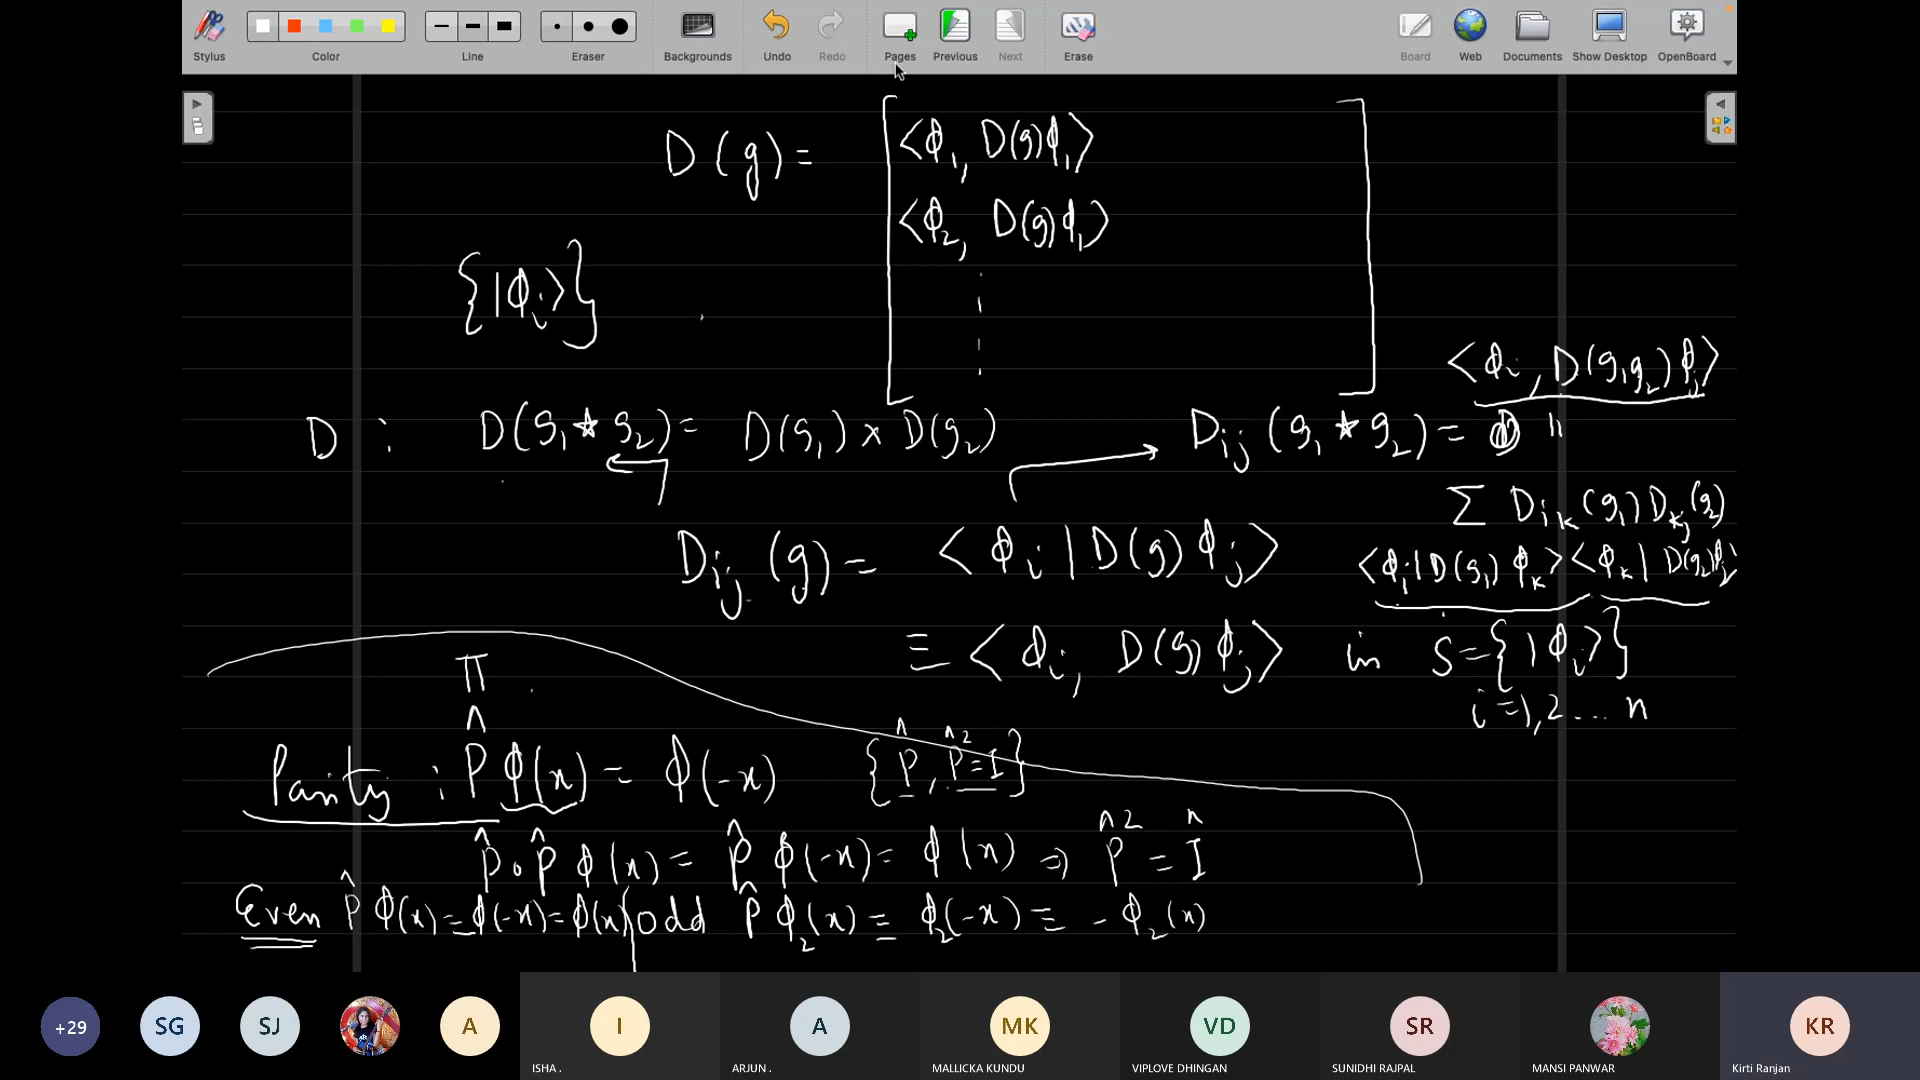 Stylus Color Line Eraser Backgrounds Undo Redo Pages Previous Next Erase Board Web Documents Show Desktop OpenBoard
D(g) = [ <ϕ₁, D(g)ϕ₁>
<ϕ₂, D(g)ϕ₁> ]
{|ϕᵢ>}
<ϕᵢ, D(g₁g₂)ϕⱼ>
D : D(g₁ ★ g₂) = D(g₁) × D(g₂) → Dᵢⱼ(g₁ ★ g₂) = "
Σ Dᵢₖ(g₁) Dₖⱼ(g₂)
Dᵢⱼ(g) = <ϕᵢ | D(g) ϕⱼ>
<ϕᵢ|D(g₁) ϕₖ> <ϕₖ| D(g₂)ϕⱼ
≡ <ϕᵢ, D(g) ϕⱼ> in S = {|ϕᵢ>}
i = 1, 2 ... n
Π
Parity : P̂ ϕ(x) = ϕ(-x) {P̂, P̂² = I}
P̂ ∘ P̂ ϕ(x) = P̂ ϕ(-x) = ϕ(x) ⇒ P̂² = Î
Even P̂ ϕ(x) = ϕ(-x) = ϕ(x) | odd P̂ ϕ₂(x) = ϕ₂(-x) = - ϕ₂(x)
+29 SG SJ A I A MK VD SR KR
ISHA . ARJUN . MALLICKA KUNDU VIPLOVE DHINGAN SUNIDHI RAJPAL MANSI PANWAR Kirti Ranjan